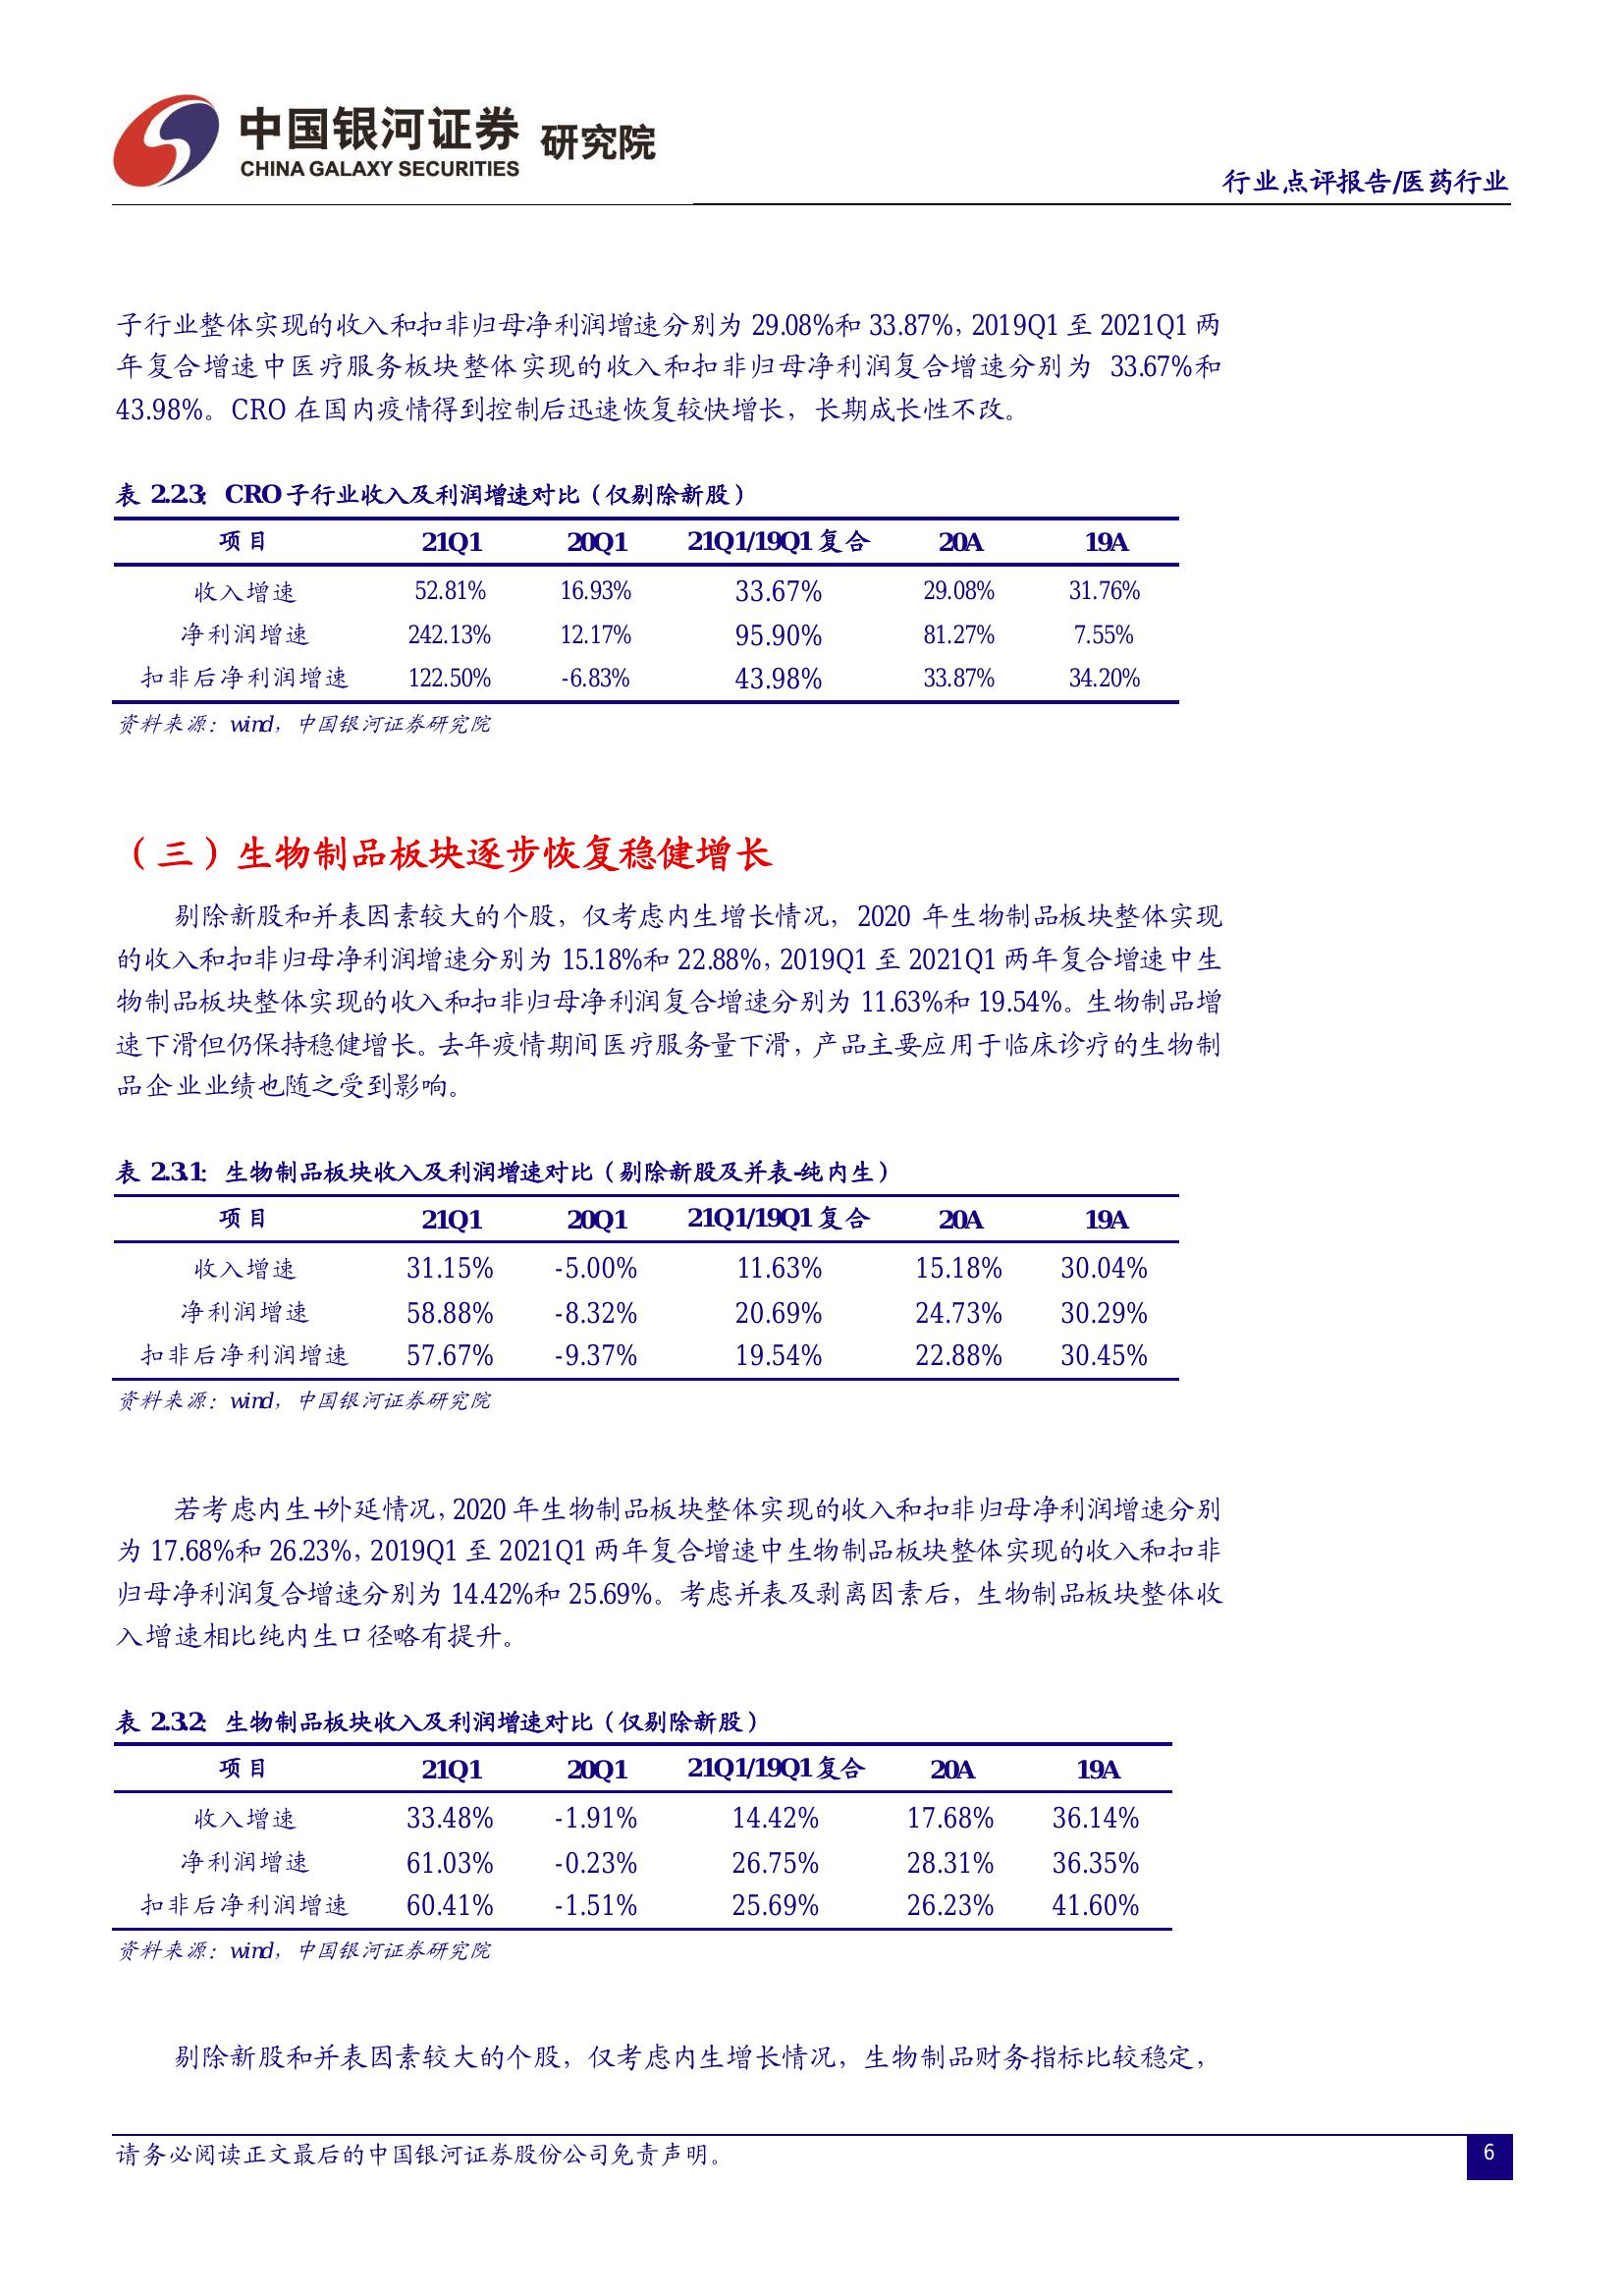 中国银河证券 研究院
CHINA GALAXY SECURITIES
行业点评报告/医药行业
子行业整体实现的收入和扣非归母净利润增速分别为 29.08%和 33.87%，2019Q1 至 2021Q1 两
年复合增速中医疗服务板块整体实现的收入和扣非归母净利润复合增速分别为 33.67%和
43.98%。CRO 在国内疫情得到控制后迅速恢复较快增长，长期成长性不改。
表 2.2.3：CRO 子行业收入及利润增速对比（仅剔除新股）
项目 21Q1 20Q1 21Q1/19Q1 复合 20A 19A
收入增速 52.81% 16.93% 33.67% 29.08% 31.76%
净利润增速 242.13% 12.17% 95.90% 81.27% 7.55%
扣非后净利润增速 122.50% -6.83% 43.98% 33.87% 34.20%
资料来源：wind，中国银河证券研究院
（三）生物制品板块逐步恢复稳健增长
剔除新股和并表因素较大的个股，仅考虑内生增长情况，2020 年生物制品板块整体实现
的收入和扣非归母净利润增速分别为 15.18%和 22.88%，2019Q1 至 2021Q1 两年复合增速中生
物制品板块整体实现的收入和扣非归母净利润复合增速分别为 11.63%和 19.54%。生物制品增
速下滑但仍保持稳健增长。去年疫情期间医疗服务量下滑，产品主要应用于临床诊疗的生物制
品企业业绩也随之受到影响。
表 2.3.1：生物制品板块收入及利润增速对比（剔除新股及并表-纯内生）
项目 21Q1 20Q1 21Q1/19Q1 复合 20A 19A
收入增速 31.15% -5.00% 11.63% 15.18% 30.04%
净利润增速 58.88% -8.32% 20.69% 24.73% 30.29%
扣非后净利润增速 57.67% -9.37% 19.54% 22.88% 30.45%
资料来源：wind，中国银河证券研究院
若考虑内生+外延情况，2020 年生物制品板块整体实现的收入和扣非归母净利润增速分别
为 17.68%和 26.23%，2019Q1 至 2021Q1 两年复合增速中生物制品板块整体实现的收入和扣非
归母净利润复合增速分别为 14.42%和 25.69%。考虑并表及剥离因素后，生物制品板块整体收
入增速相比纯内生口径略有提升。
表 2.3.2：生物制品板块收入及利润增速对比（仅剔除新股）
项目 21Q1 20Q1 21Q1/19Q1 复合 20A 19A
收入增速 33.48% -1.91% 14.42% 17.68% 36.14%
净利润增速 61.03% -0.23% 26.75% 28.31% 36.35%
扣非后净利润增速 60.41% -1.51% 25.69% 26.23% 41.60%
资料来源：wind，中国银河证券研究院
剔除新股和并表因素较大的个股，仅考虑内生增长情况，生物制品财务指标比较稳定，
请务必阅读正文最后的中国银河证券股份公司免责声明。 6